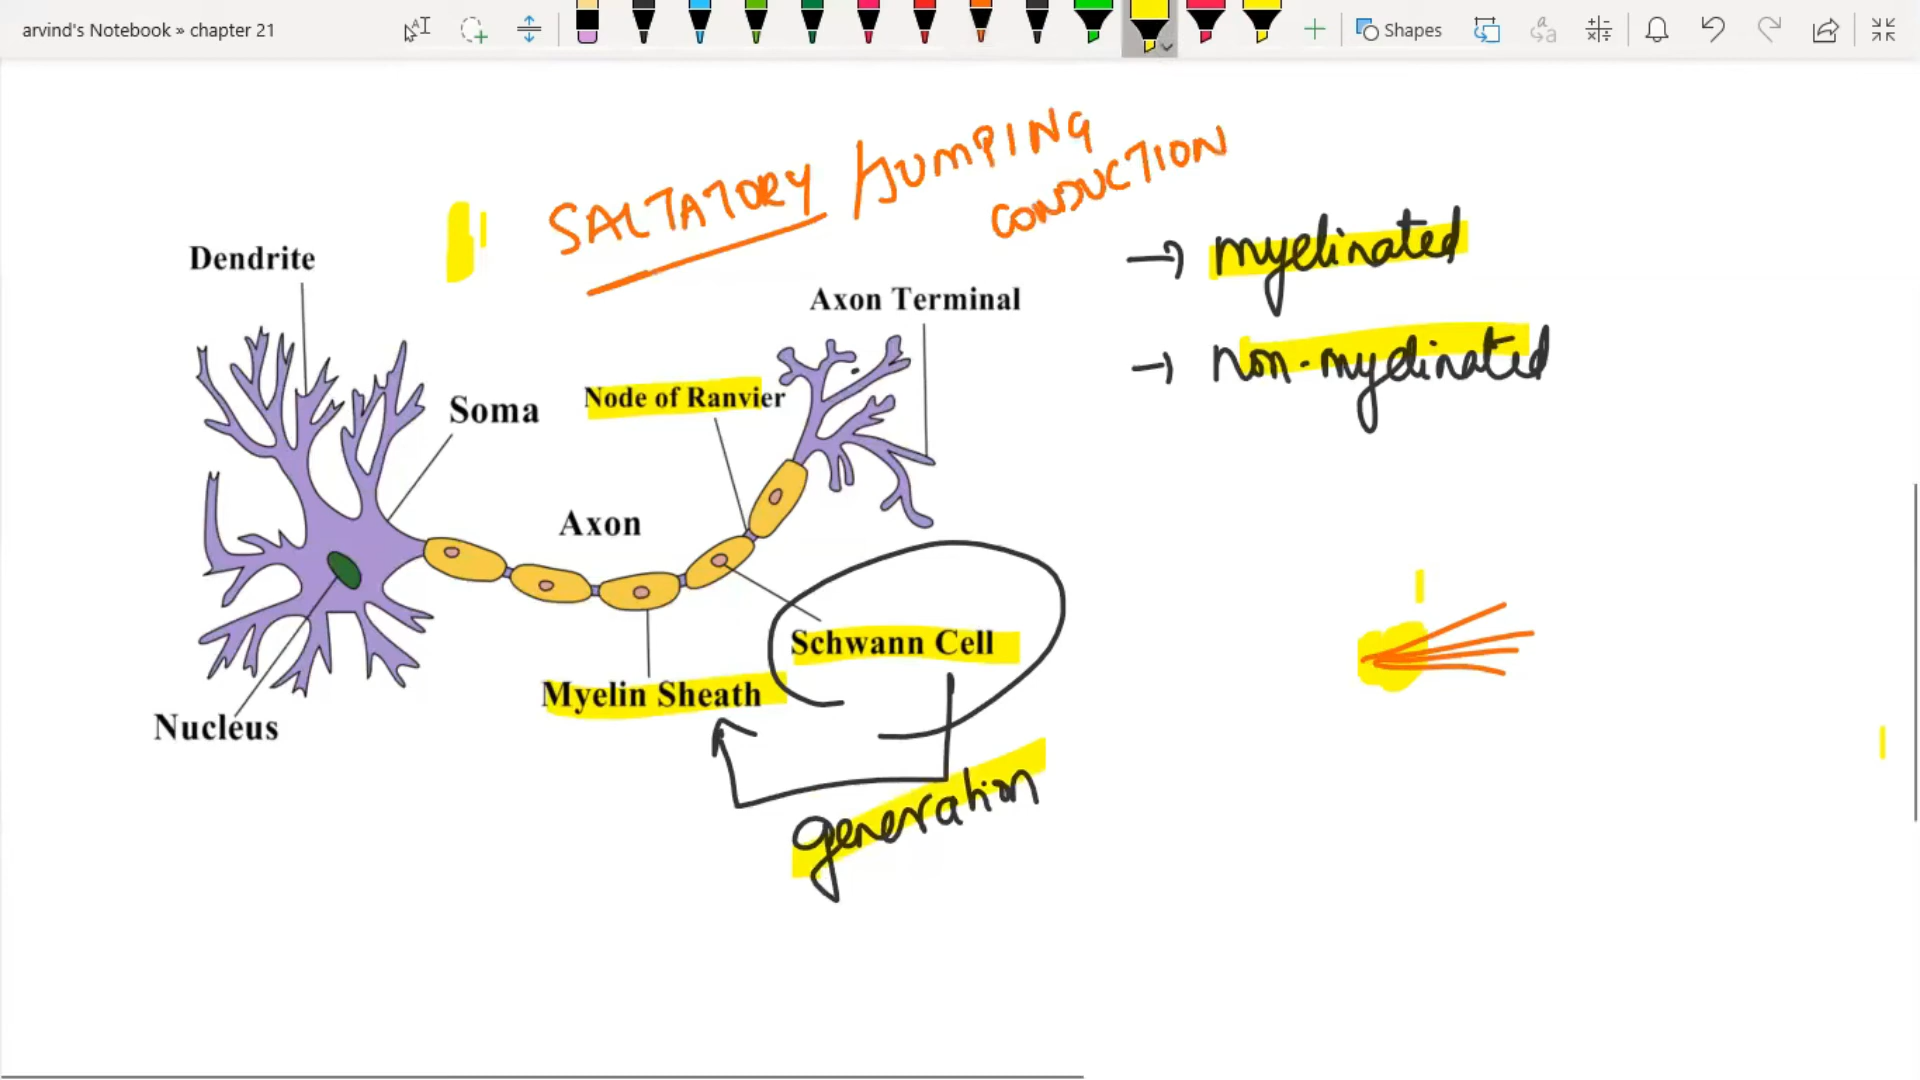 arvind's Notebook » chapter 21
Shapes
SALTATORY / JUMPING
CONDUCTION
→ myelinated
→ non-myelinated
Dendrite
Axon Terminal
Soma
Node of Ranvier
Axon
Schwann Cell
Myelin Sheath
Nucleus
generation